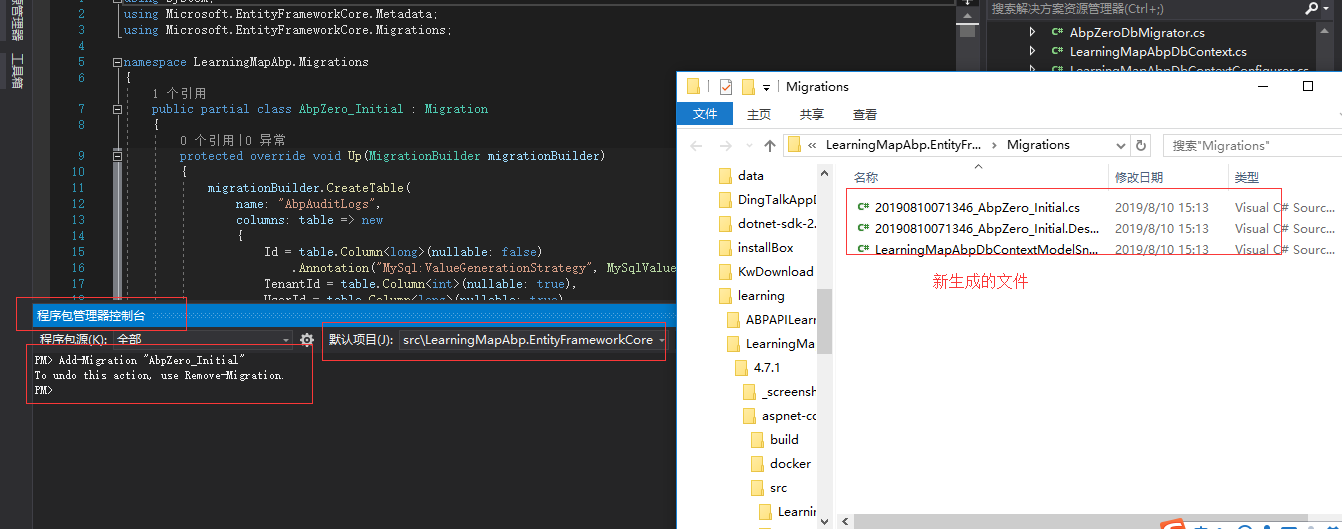 源管理器
工具箱
1 using System;
2 using Microsoft.EntityFrameworkCore.Metadata;
3 using Microsoft.EntityFrameworkCore.Migrations;
4
5 namespace LearningMapAbp.Migrations
6 {
1 个引用
7 public partial class AbpZero_Initial : Migration
8 {
0 个引用|0 异常
9 protected override void Up(MigrationBuilder migrationBuilder)
10 {
11 migrationBuilder.CreateTable(
12 name: "AbpAuditLogs",
13 columns: table => new
14 {
15 Id = table.Column<long>(nullable: false)
16 .Annotation("MySql:ValueGenerationStrategy", MySqlValue
17 TenantId = table.Column<int>(nullable: true),
18 UserId = table.Column<long>(nullable: true)
程序包管理器控制台
程序包源(K): 全部
默认项目(J): src\LearningMapAbp.EntityFrameworkCore
PM> Add-Migration "AbpZero_Initial"
To undo this action, use Remove-Migration.
PM>
搜索解决方案资源管理器(Ctrl+;)
C# AbpZeroDbMigrator.cs
C# LearningMapAbpDbContext.cs
C# LearningMapAbpDbContextConfigurer.cs
Migrations
文件 主页 共享 查看
« LearningMapAbp.EntityFr... › Migrations
搜索"Migrations"
data
DingTalkAppD
dotnet-sdk-2.
installBox
KwDownload
learning
ABPAPILearn
LearningMa
4.7.1
_screensh
aspnet-co
build
docker
src
Learnin
名称 修改日期 类型
C# 20190810071346_AbpZero_Initial.cs 2019/8/10 15:13 Visual C# Sourc...
C# 20190810071346_AbpZero_Initial.Des... 2019/8/10 15:13 Visual C# Sourc...
C# LearningMapAbpDbContextModelSn... 2019/8/10 15:13 Visual C# Sourc...
新生成的文件